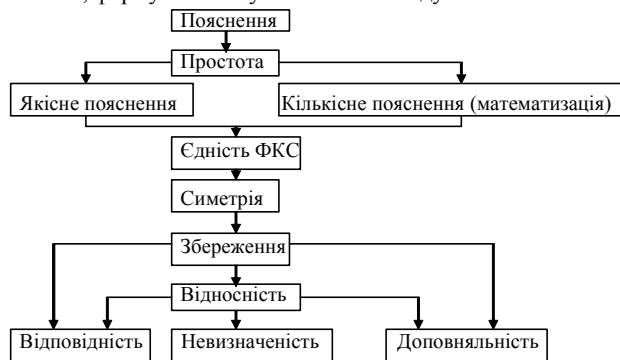 Пояснення
Простота
Якісне пояснення Кількісне пояснення (математизація)
Єдність ФКС
Симетрія
Збереження
Відносність
Відповідність Невизначеність Доповняльність